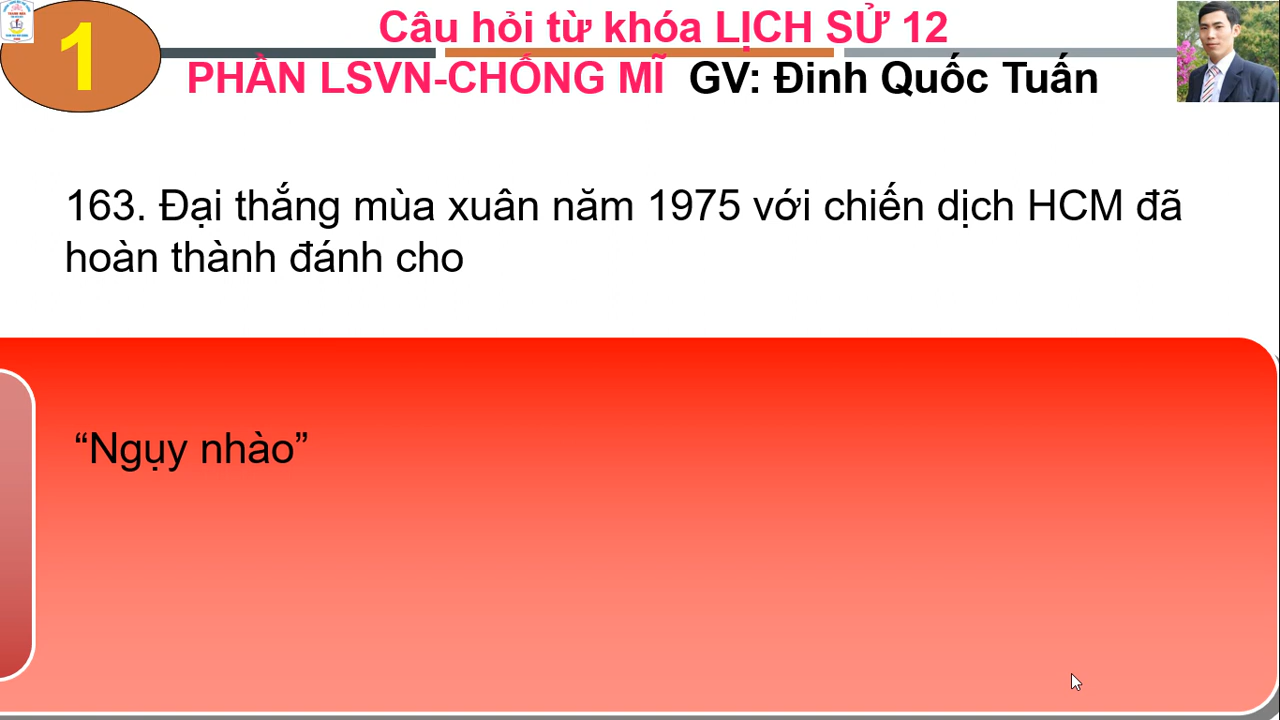 1
Câu hỏi từ khóa LỊCH SỬ 12
PHẦN LSVN-CHỐNG MĨ GV: Đinh Quốc Tuấn
163. Đại thắng mùa xuân năm 1975 với chiến dịch HCM đã
hoàn thành đánh cho
“Ngụy nhào”